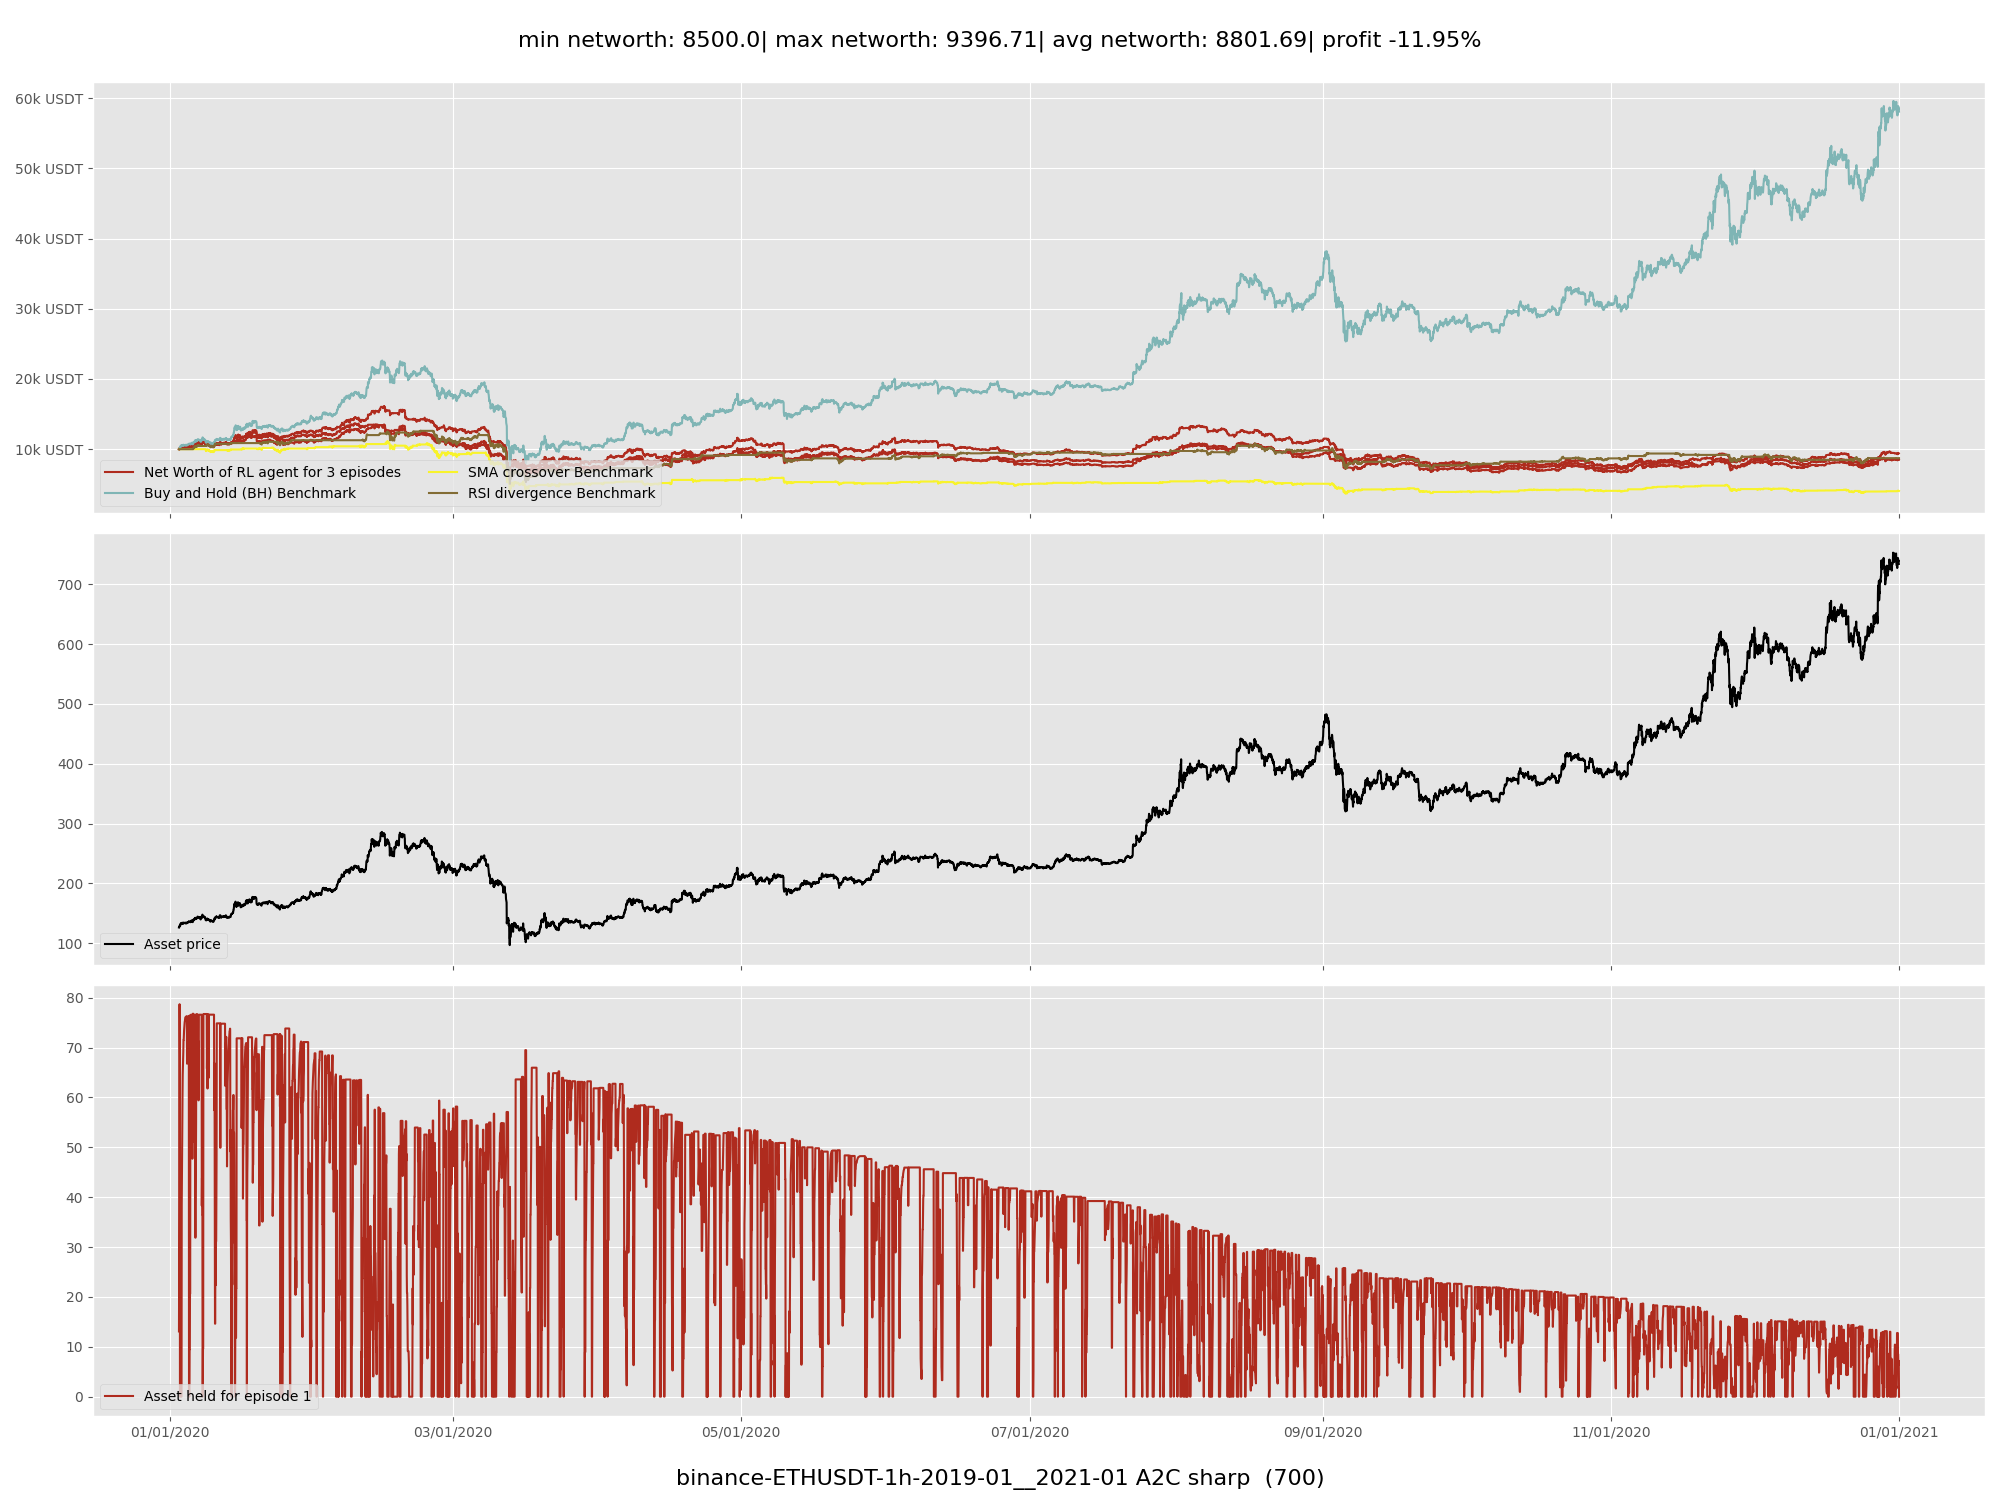 min networth: 8500.0| max networth: 9396.71| avg networth: 8801.69| profit -11.95%
60k USDT
50k USDT
40k USDT
30k USDT
20k USDT
10k USDT
Net Worth of RL agent for 3 episodes
Buy and Hold (BH) Benchmark
SMA crossover Benchmark
RSI divergence Benchmark
700
600
500
400
300
200
100
Asset price
80
70
60
50
40
30
20
10
0
Asset held for episode 1
01/01/2020
03/01/2020
05/01/2020
07/01/2020
09/01/2020
11/01/2020
01/01/2021
binance-ETHUSDT-1h-2019-01__2021-01 A2C sharp (700)